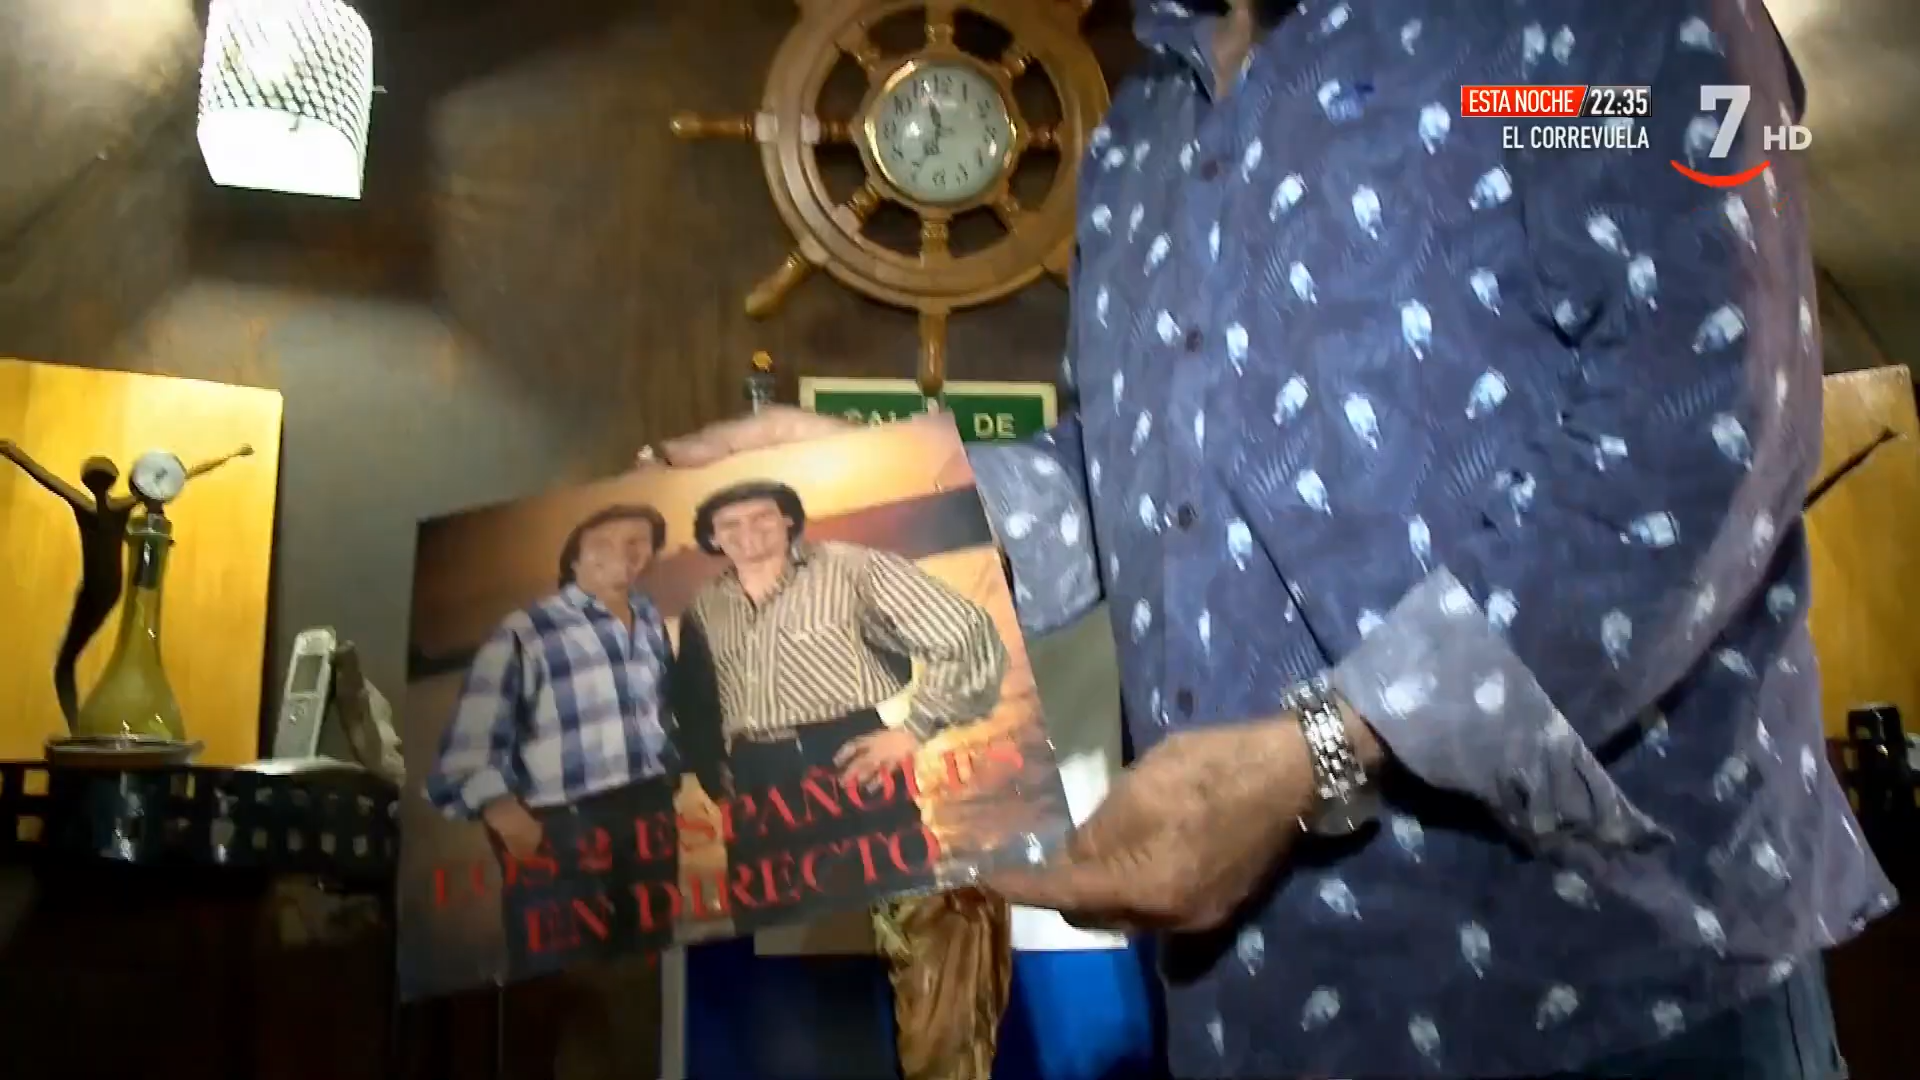 ESTA NOCHE 22:35
EL CORREVUELA
7 HD
DE
LOS 2 ESPAÑOLES
EN DIRECTO